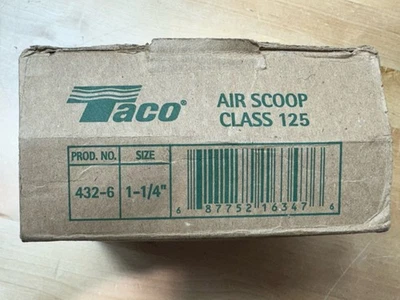 Taco® AIR SCOOP
CLASS 125
PROD. NO. SIZE
432-6 1-1/4"
6 87752 16347 6